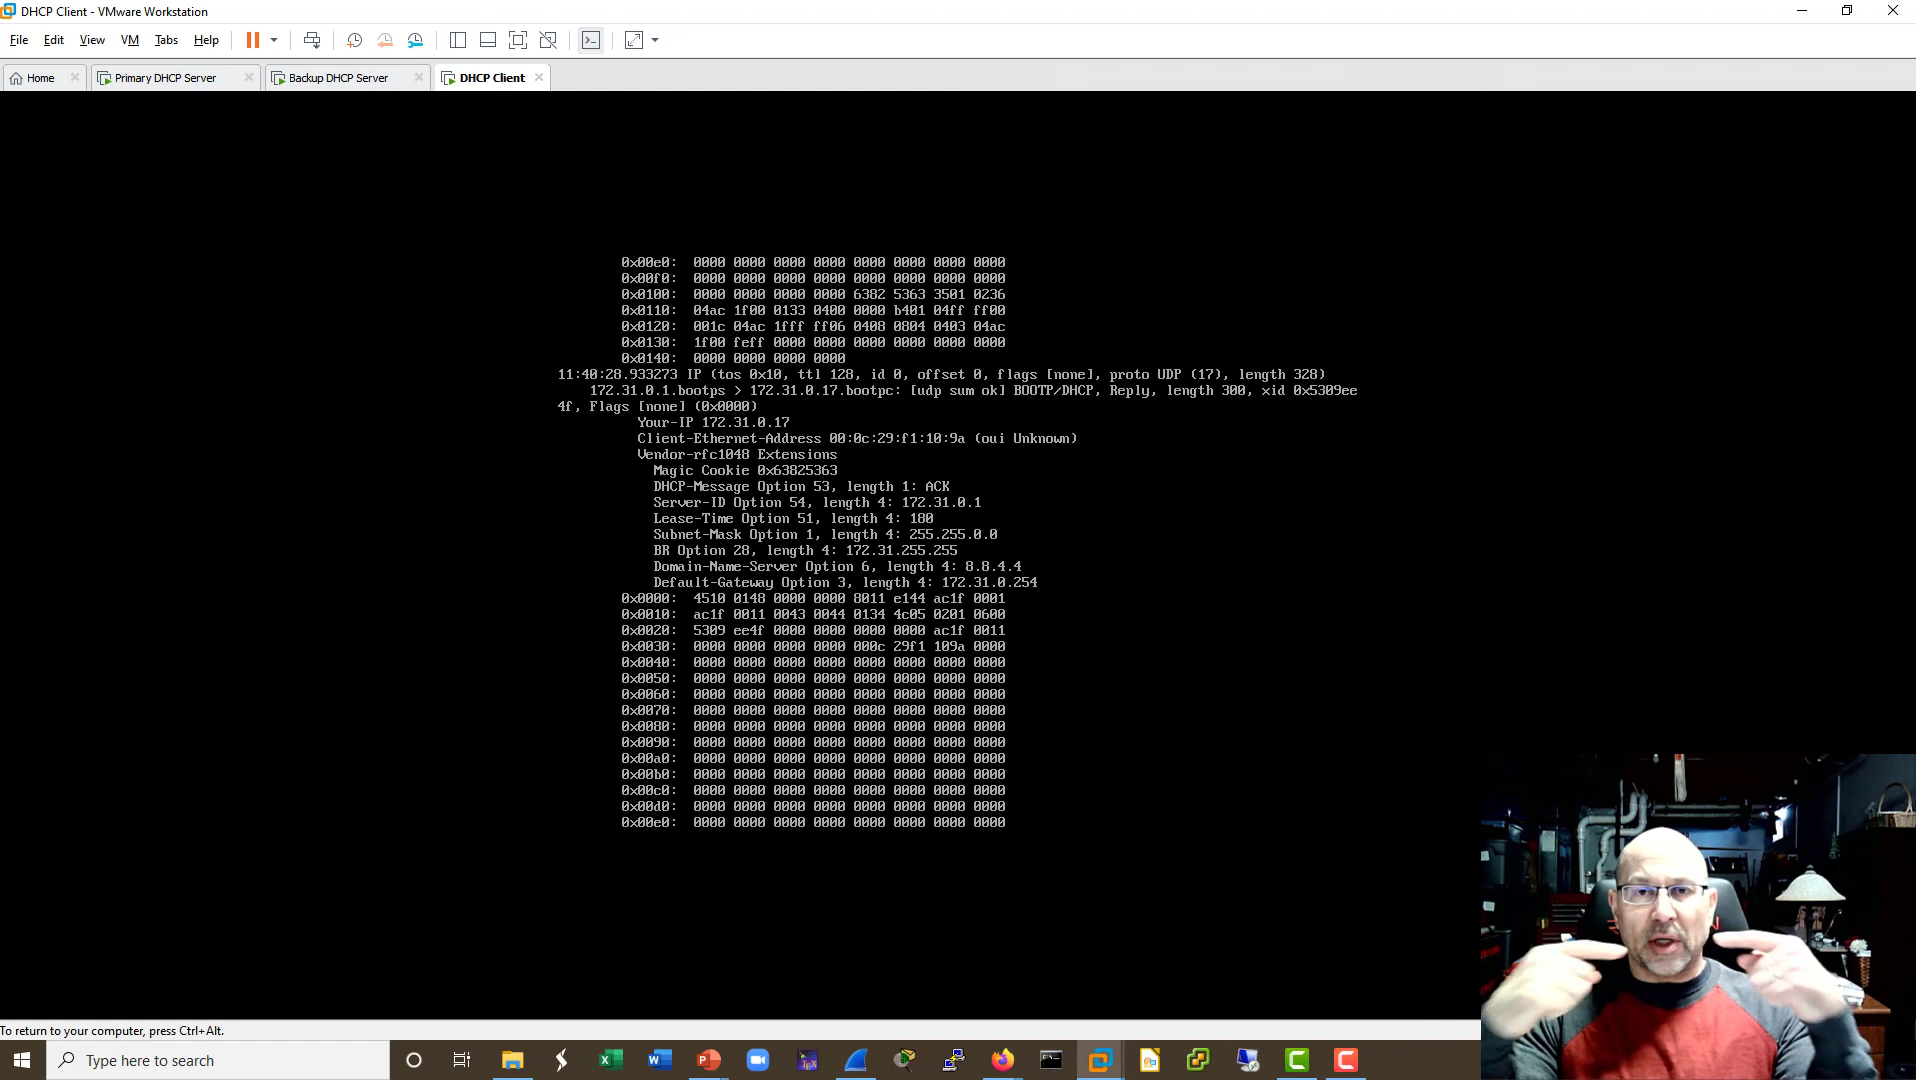 DHCP Client - VMware Workstation
File Edit View VM Tabs Help
Home Primary DHCP Server Backup DHCP Server DHCP Client
0x00e0: 0000 0000 0000 0000 0000 0000 0000 0000
0x00f0: 0000 0000 0000 0000 0000 0000 0000 0000
0x0100: 0000 0000 0000 0000 6382 5363 3501 0236
0x0110: 04ac 1f00 0133 0400 0000 b401 04ff ff00
0x0120: 001c 04ac 1fff ff06 0408 0804 0403 04ac
0x0130: 1f00 feff 0000 0000 0000 0000 0000 0000
0x0140: 0000 0000 0000 0000
11:40:28.933273 IP (tos 0x10, ttl 128, id 0, offset 0, flags [none], proto UDP (17), length 328)
172.31.0.1.bootps > 172.31.0.17.bootpc: [udp sum ok] BOOTP/DHCP, Reply, length 300, xid 0x5309ee
4f, Flags [none] (0x0000)
Your-IP 172.31.0.17
Client-Ethernet-Address 00:0c:29:f1:10:9a (oui Unknown)
Vendor-rfc1048 Extensions
Magic Cookie 0x63825363
DHCP-Message Option 53, length 1: ACK
Server-ID Option 54, length 4: 172.31.0.1
Lease-Time Option 51, length 4: 180
Subnet-Mask Option 1, length 4: 255.255.0.0
BR Option 28, length 4: 172.31.255.255
Domain-Name-Server Option 6, length 4: 8.8.4.4
Default-Gateway Option 3, length 4: 172.31.0.254
0x0000: 4510 0148 0000 0000 8011 e144 ac1f 0001
0x0010: ac1f 0011 0043 0044 0134 4c05 0201 0600
0x0020: 5309 ee4f 0000 0000 0000 0000 ac1f 0011
0x0030: 0000 0000 0000 0000 000c 29f1 109a 0000
0x0040: 0000 0000 0000 0000 0000 0000 0000 0000
0x0050: 0000 0000 0000 0000 0000 0000 0000 0000
0x0060: 0000 0000 0000 0000 0000 0000 0000 0000
0x0070: 0000 0000 0000 0000 0000 0000 0000 0000
0x0080: 0000 0000 0000 0000 0000 0000 0000 0000
0x0090: 0000 0000 0000 0000 0000 0000 0000 0000
0x00a0: 0000 0000 0000 0000 0000 0000 0000 0000
0x00b0: 0000 0000 0000 0000 0000 0000 0000 0000
0x00c0: 0000 0000 0000 0000 0000 0000 0000 0000
0x00d0: 0000 0000 0000 0000 0000 0000 0000 0000
0x00e0: 0000 0000 0000 0000 0000 0000 0000 0000
To return to your computer, press Ctrl+Alt.
Type here to search